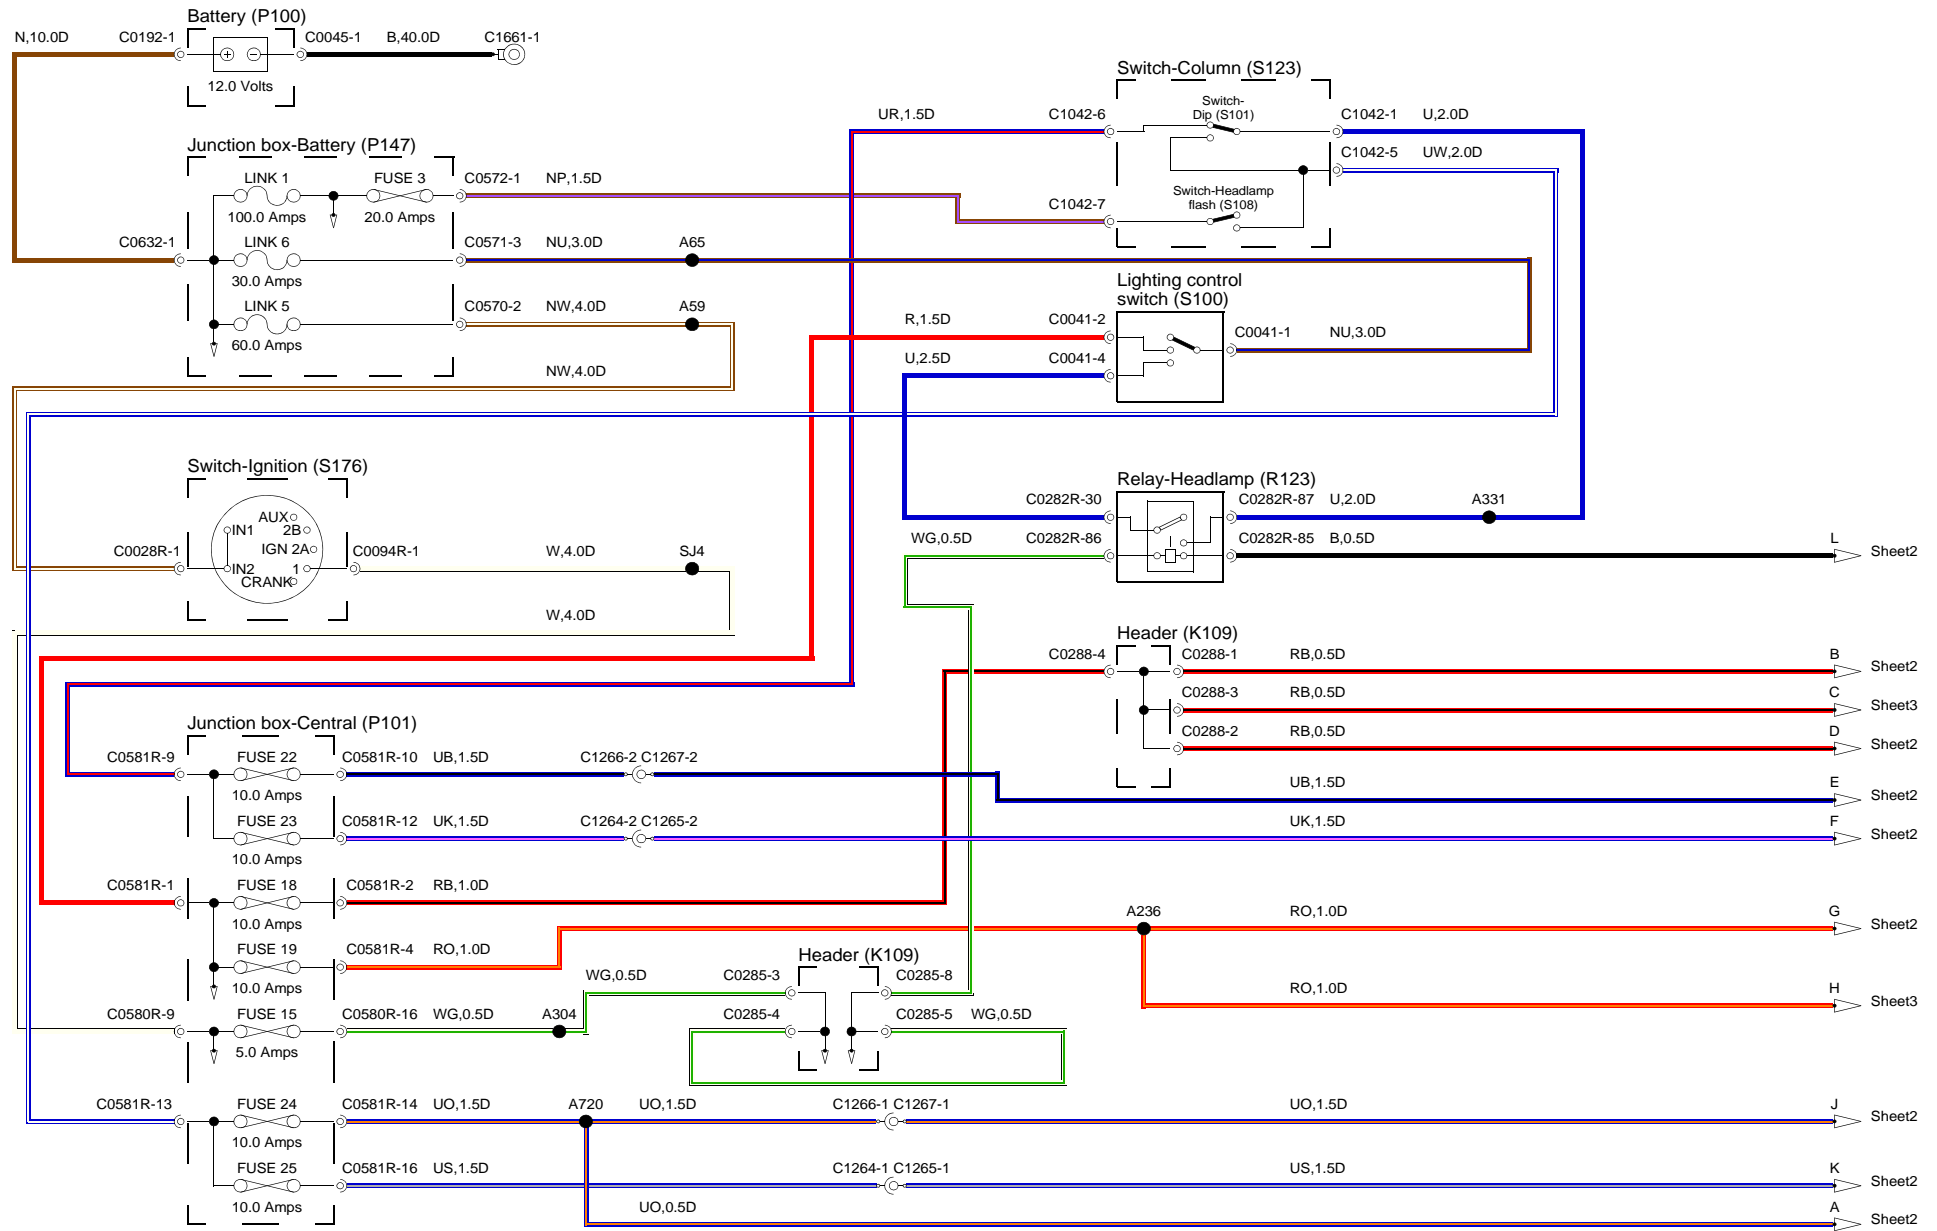 Battery (P100)
N,10.0D
C0192-1
C0045-1
B,40.0D
C1661-1
12.0 Volts
Switch-Column (S123)
Switch-
Dip (S101)
UR,1.5D
C1042-6
C1042-1
U,2.0D
C1042-5
UW,2.0D
Switch-Headlamp
flash (S108)
C1042-7
Junction box-Battery (P147)
LINK 1
FUSE 3
C0572-1
NP,1.5D
100.0 Amps
20.0 Amps
C0632-1
LINK 6
C0571-3
NU,3.0D
A65
30.0 Amps
LINK 5
C0570-2
NW,4.0D
A59
60.0 Amps
NW,4.0D
Lighting control
switch (S100)
R,1.5D
C0041-2
C0041-1
NU,3.0D
U,2.5D
C0041-4
Switch-Ignition (S176)
AUX
IN1
2B
IGN 2A
C0028R-1
IN2
1
CRANK
C0094R-1
W,4.0D
SJ4
W,4.0D
Relay-Headlamp (R123)
C0282R-30
C0282R-87
U,2.0D
A331
WG,0.5D
C0282R-86
C0282R-85
B,0.5D
L
Sheet2
Header (K109)
C0288-4
C0288-1
RB,0.5D
B
Sheet2
C0288-3
RB,0.5D
C
Sheet3
C0288-2
RB,0.5D
D
Sheet2
Junction box-Central (P101)
C0581R-9
FUSE 22
C0581R-10
UB,1.5D
C1266-2
C1267-2
UB,1.5D
E
Sheet2
10.0 Amps
FUSE 23
C0581R-12
UK,1.5D
C1264-2
C1265-2
UK,1.5D
F
Sheet2
10.0 Amps
C0581R-1
FUSE 18
C0581R-2
RB,1.0D
10.0 Amps
A236
RO,1.0D
G
Sheet2
FUSE 19
C0581R-4
RO,1.0D
10.0 Amps
Header (K109)
WG,0.5D
C0285-3
C0285-8
RO,1.0D
H
Sheet3
C0580R-9
FUSE 15
C0580R-16
WG,0.5D
A304
C0285-4
C0285-5
WG,0.5D
5.0 Amps
C0581R-13
FUSE 24
C0581R-14
UO,1.5D
A720
UO,1.5D
C1266-1
C1267-1
UO,1.5D
J
Sheet2
10.0 Amps
FUSE 25
C0581R-16
US,1.5D
C1264-1
C1265-1
US,1.5D
K
Sheet2
10.0 Amps
UO,0.5D
A
Sheet2